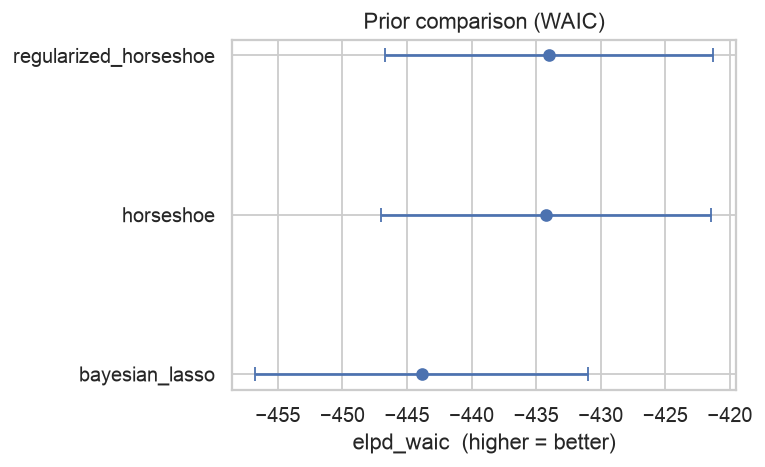 Prior comparison (WAIC)
regularized_horseshoe
horseshoe
bayesian_lasso
−455 −450 −445 −440 −435 −430 −425 −420
elpd_waic  (higher = better)